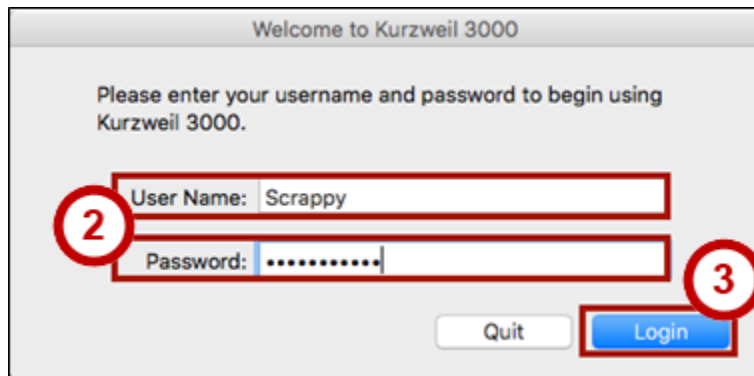 Welcome to Kurzweil 3000
Please enter your username and password to begin using
Kurzweil 3000.
User Name: Scrappy
2
Password: •••••••••••
3
Quit Login